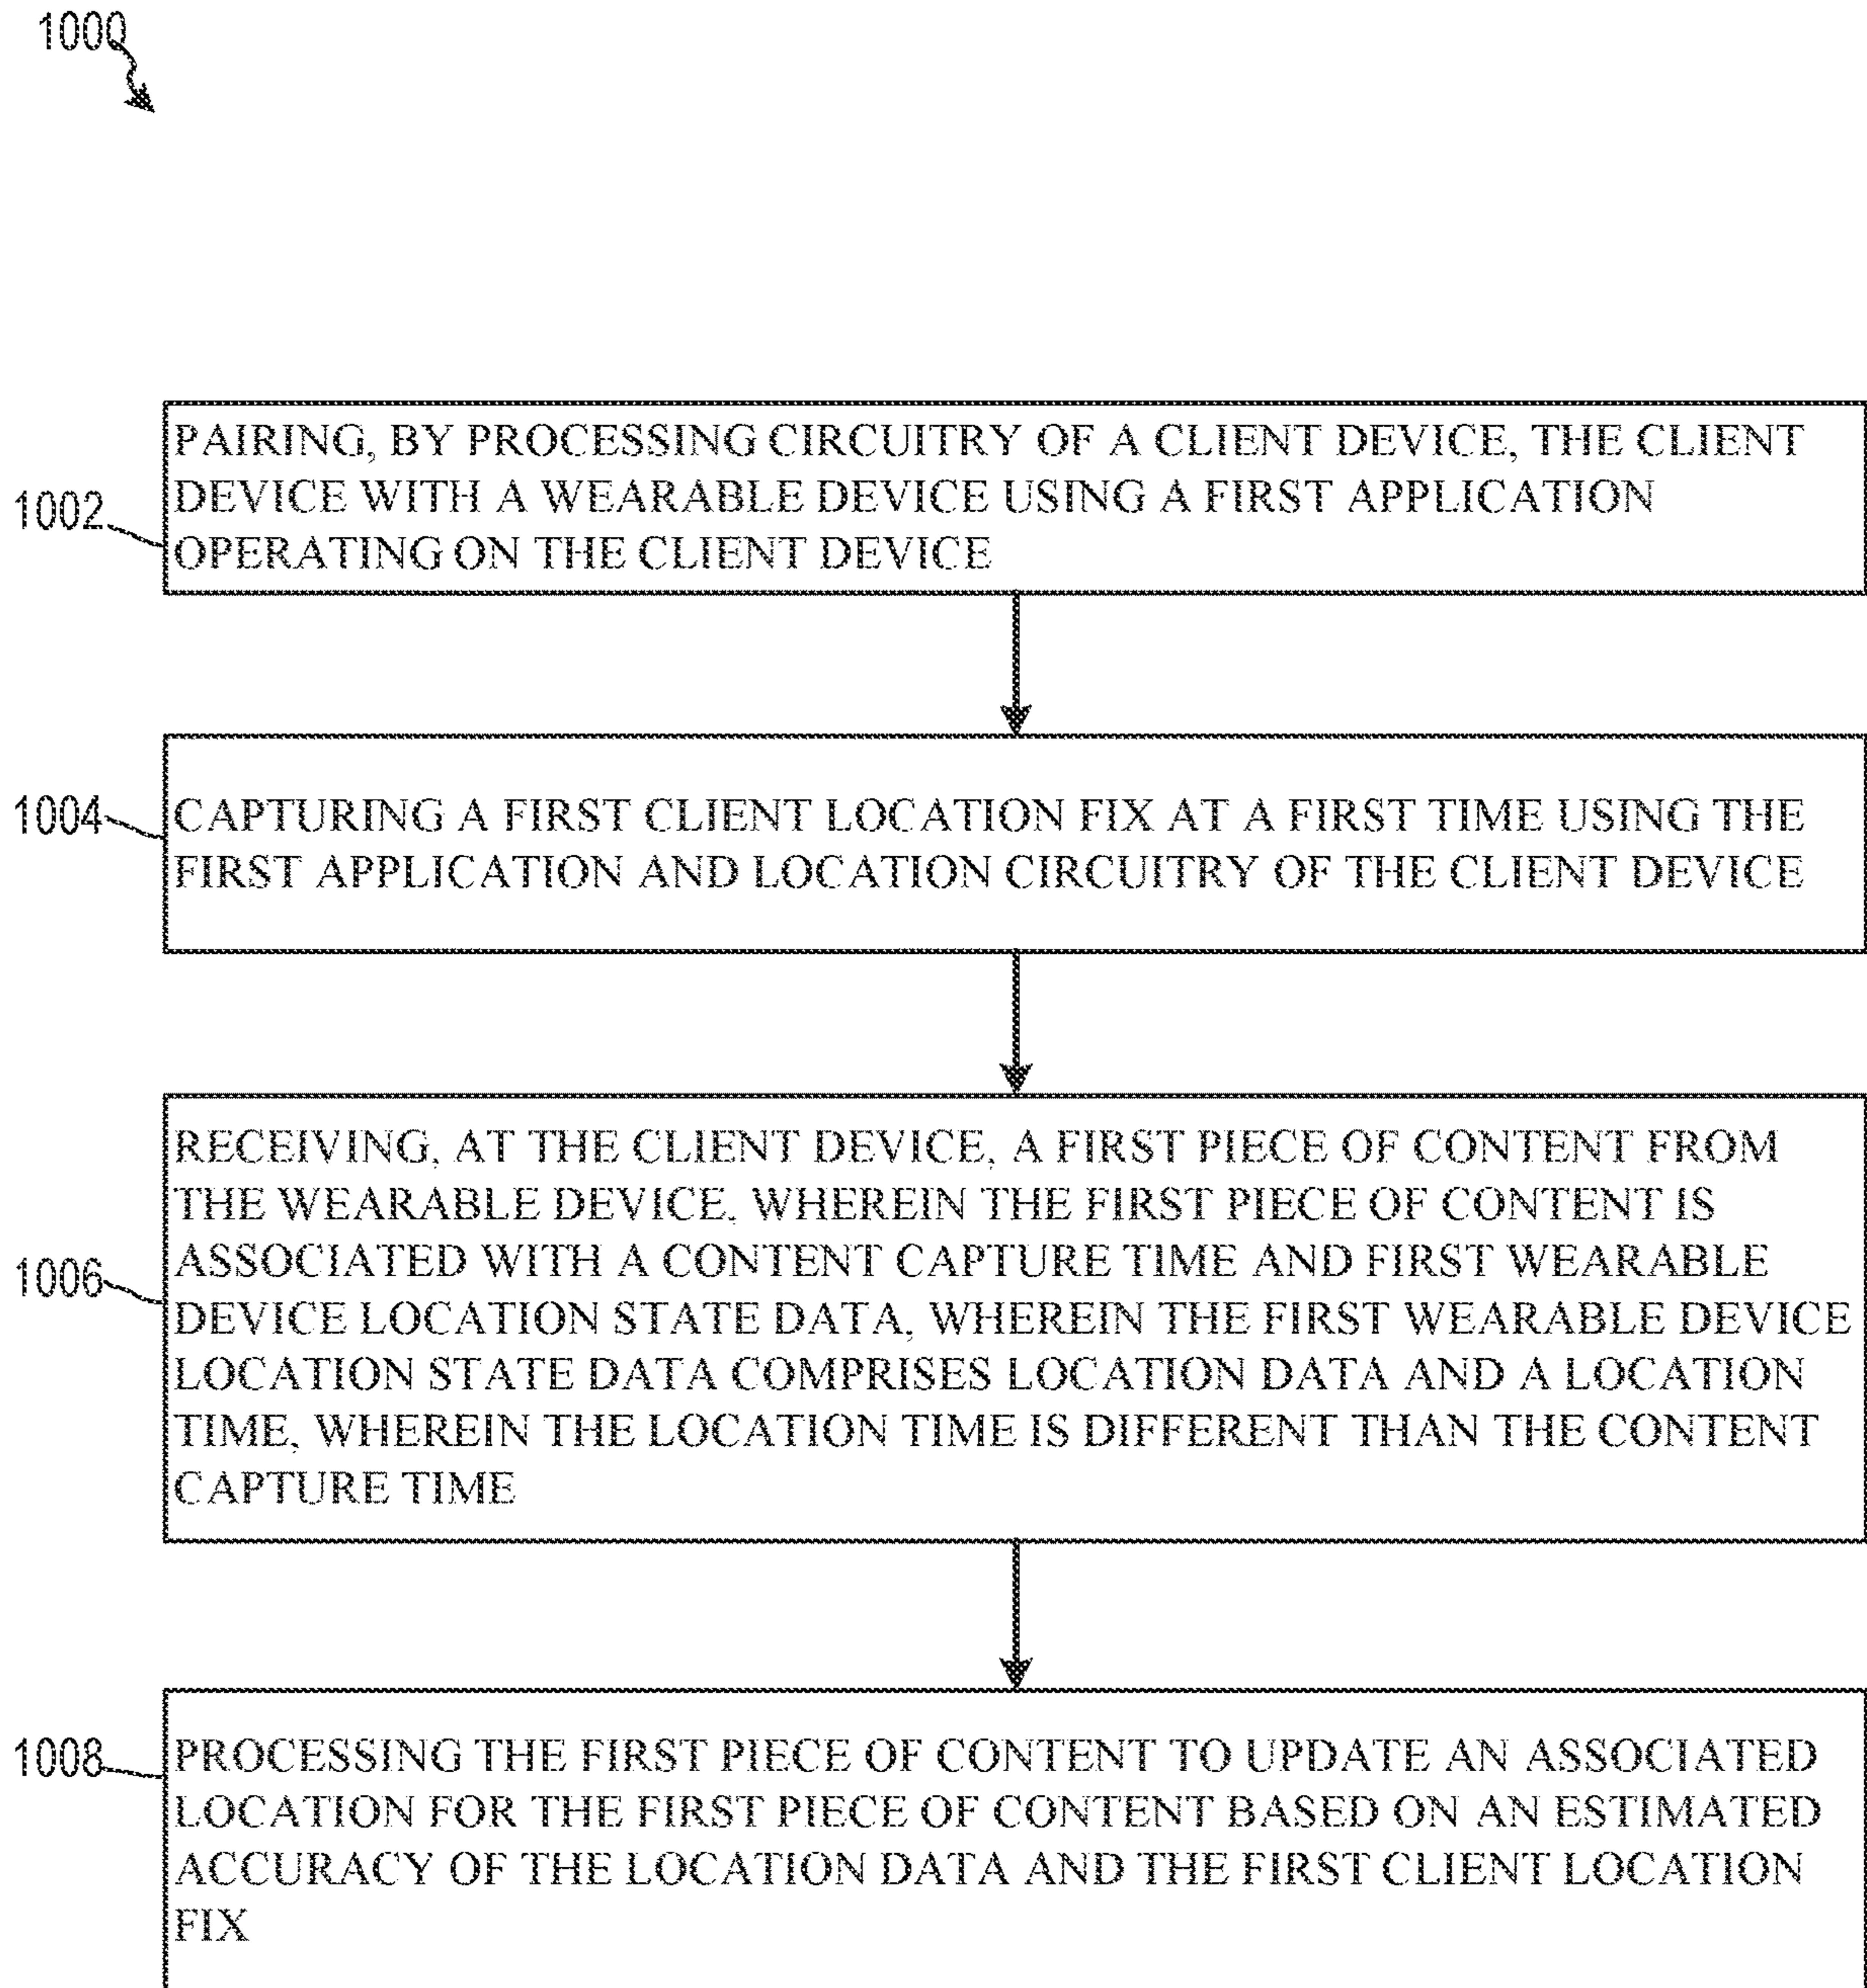 1000
PAIRING, BY PROCESSING CIRCUITRY OF A CLIENT DEVICE, THE CLIENT
DEVICE WITH A WEARABLE DEVICE USING A FIRST APPLICATION
OPERATING ON THE CLIENT DEVICE
1002
CAPTURING A FIRST CLIENT LOCATION FIX AT A FIRST TIME USING THE
FIRST APPLICATION AND LOCATION CIRCUITRY OF THE CLIENT DEVICE
1004
RECEIVING, AT THE CLIENT DEVICE, A FIRST PIECE OF CONTENT FROM
THE WEARABLE DEVICE, WHEREIN THE FIRST PIECE OF CONTENT IS
ASSOCIATED WITH A CONTENT CAPTURE TIME AND FIRST WEARABLE
DEVICE LOCATION STATE DATA, WHEREIN THE FIRST WEARABLE DEVICE
LOCATION STATE DATA COMPRISES LOCATION DATA AND A LOCATION
TIME, WHEREIN THE LOCATION TIME IS DIFFERENT THAN THE CONTENT
CAPTURE TIME
1006
PROCESSING THE FIRST PIECE OF CONTENT TO UPDATE AN ASSOCIATED
LOCATION FOR THE FIRST PIECE OF CONTENT BASED ON AN ESTIMATED
ACCURACY OF THE LOCATION DATA AND THE FIRST CLIENT LOCATION
FIX
1008